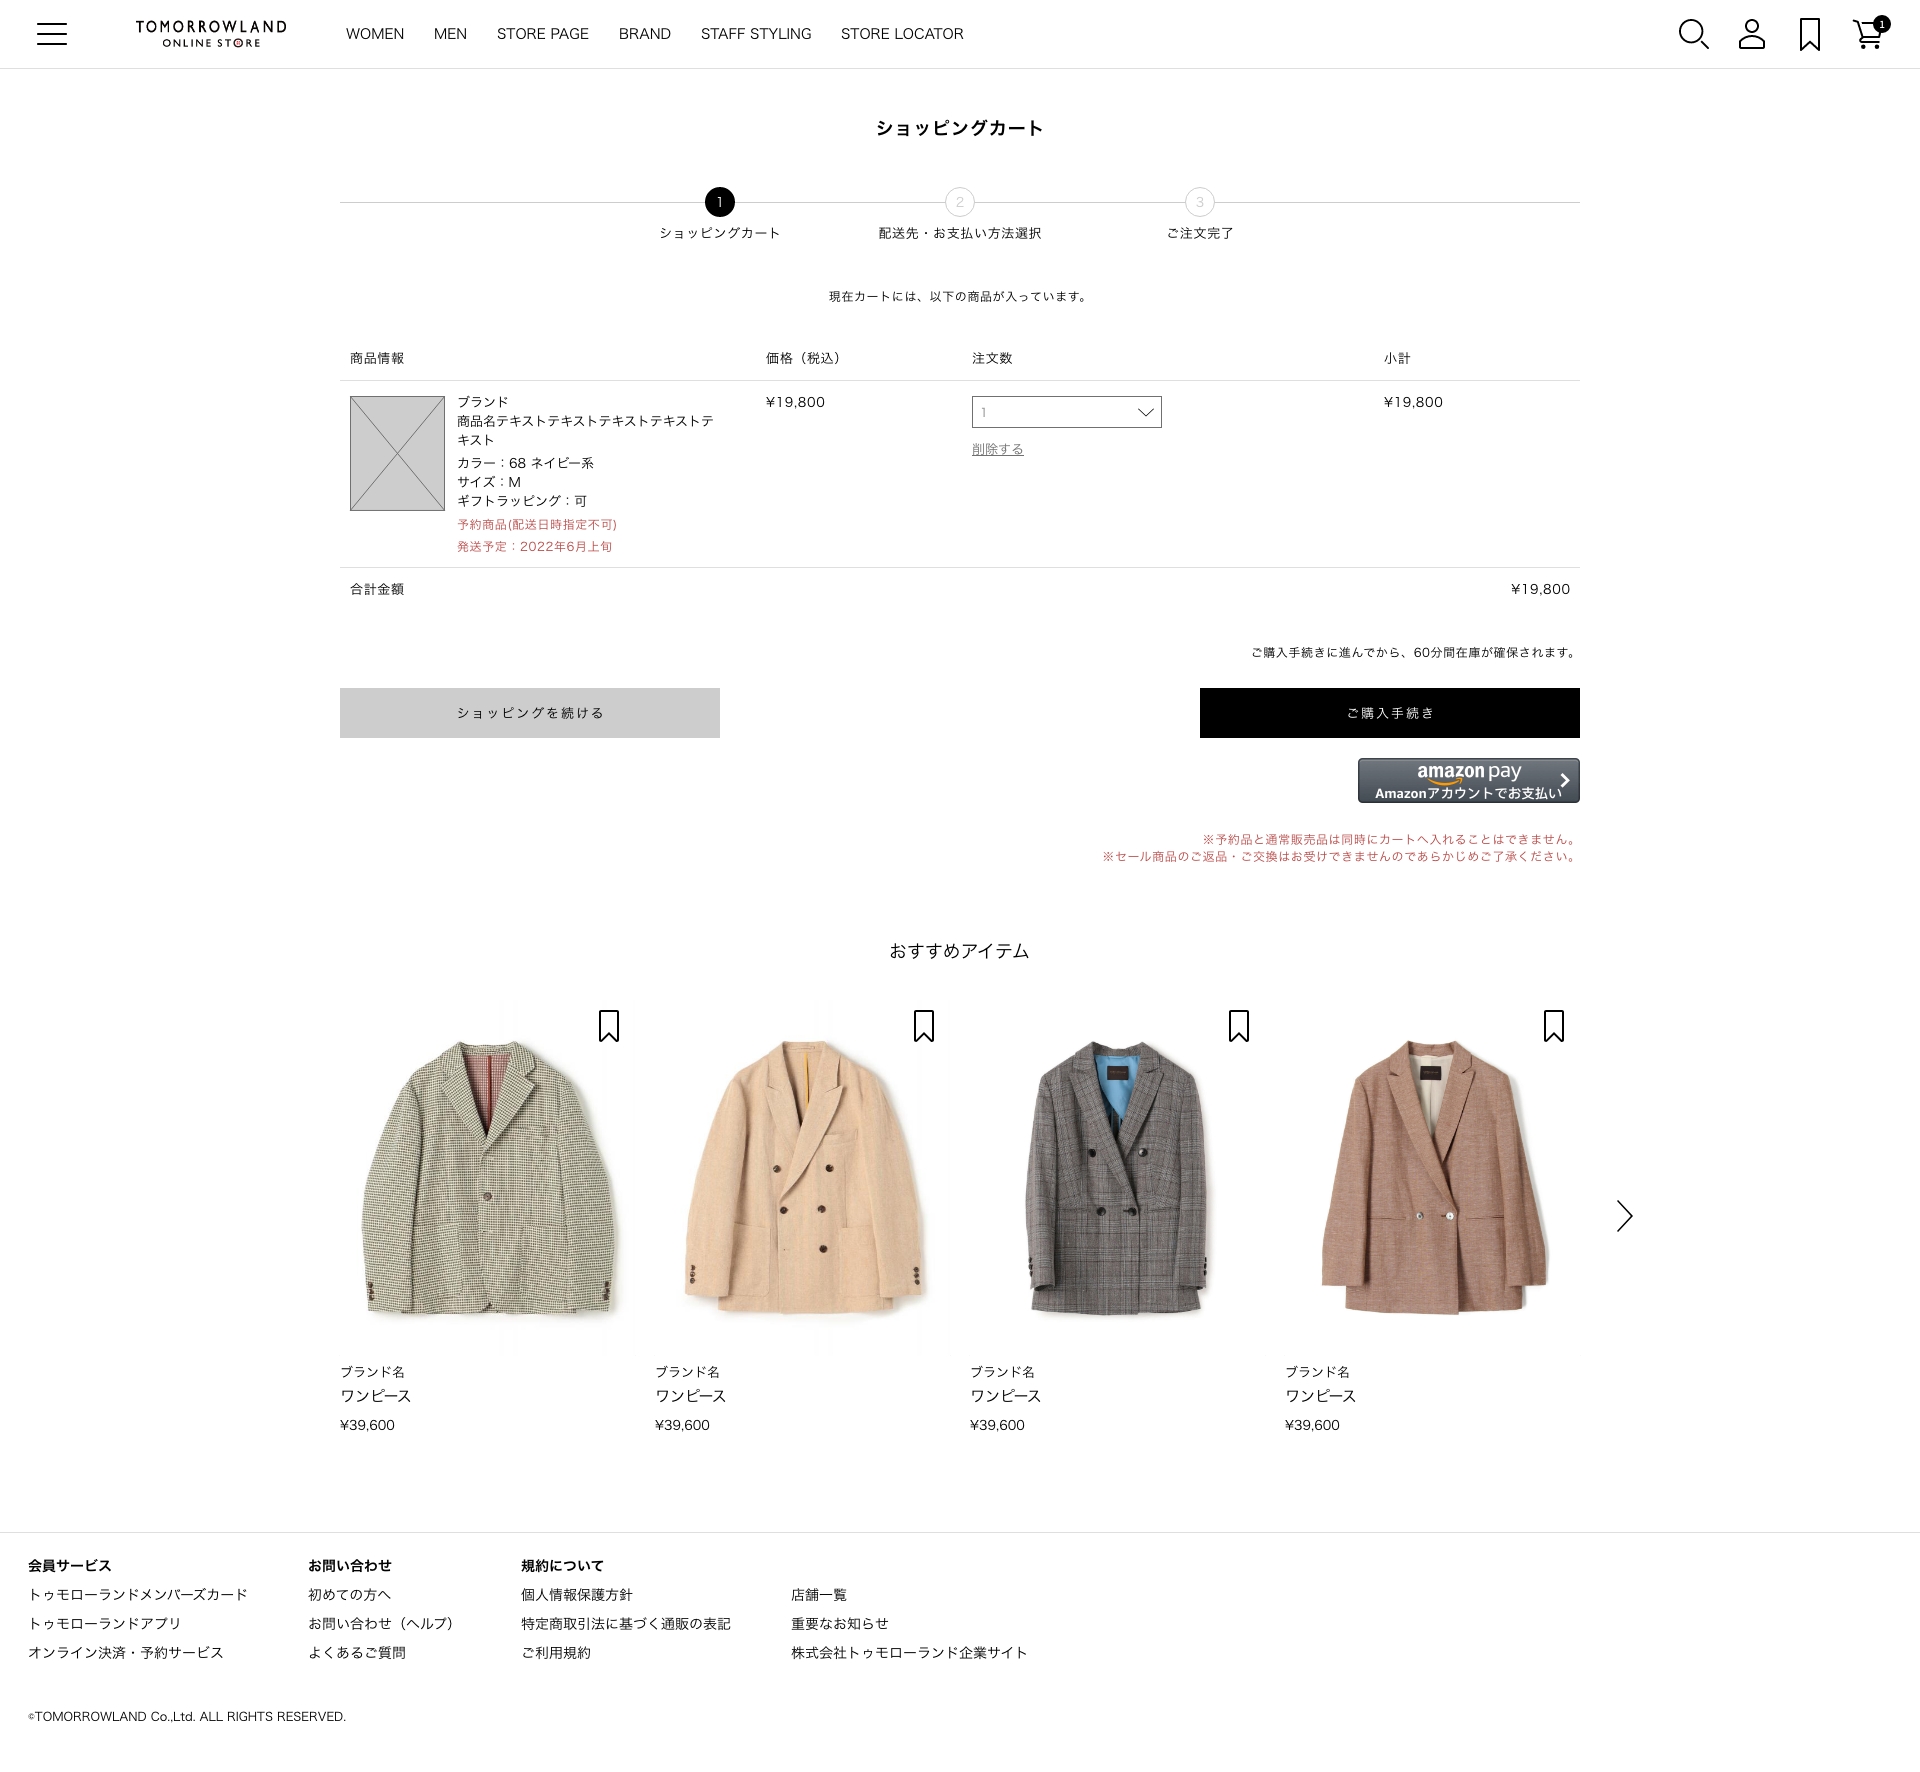 TOMORROWLAND
ONLINE STORE
WOMEN MEN STORE PAGE BRAND STAFF STYLING STORE LOCATOR
1
ショッピングカート
1 2 3
ショッピングカート 配送先・お支払い方法選択 ご注文完了
現在カートには、以下の商品が入っています。
商品情報 価格（税込） 注文数 小計
ブランド ¥19,800 1 ¥19,800
商品名テキストテキストテキストテキストテ
キスト
削除する
カラー：68 ネイビー系
サイズ：M
ギフトラッピング：可
予約商品(配送日時指定不可)
発送予定：2022年6月上旬
合計金額 ¥19,800
ご購入手続きに進んでから、60分間在庫が確保されます。
ショッピングを続ける ご購入手続き
amazon pay
Amazonアカウントでお支払い
※予約品と通常販売品は同時にカートへ入れることはできません。
※セール商品のご返品・ご交換はお受けできませんのであらかじめご了承ください。
おすすめアイテム
ブランド名 ブランド名 ブランド名 ブランド名
ワンピース ワンピース ワンピース ワンピース
¥39,600 ¥39,600 ¥39,600 ¥39,600
会員サービス お問い合わせ 規約について
トゥモローランドメンバーズカード 初めての方へ 個人情報保護方針 店舗一覧
トゥモローランドアプリ お問い合わせ（ヘルプ） 特定商取引法に基づく通販の表記 重要なお知らせ
オンライン決済・予約サービス よくあるご質問 ご利用規約 株式会社トゥモローランド企業サイト
©TOMORROWLAND Co.,Ltd. ALL RIGHTS RESERVED.